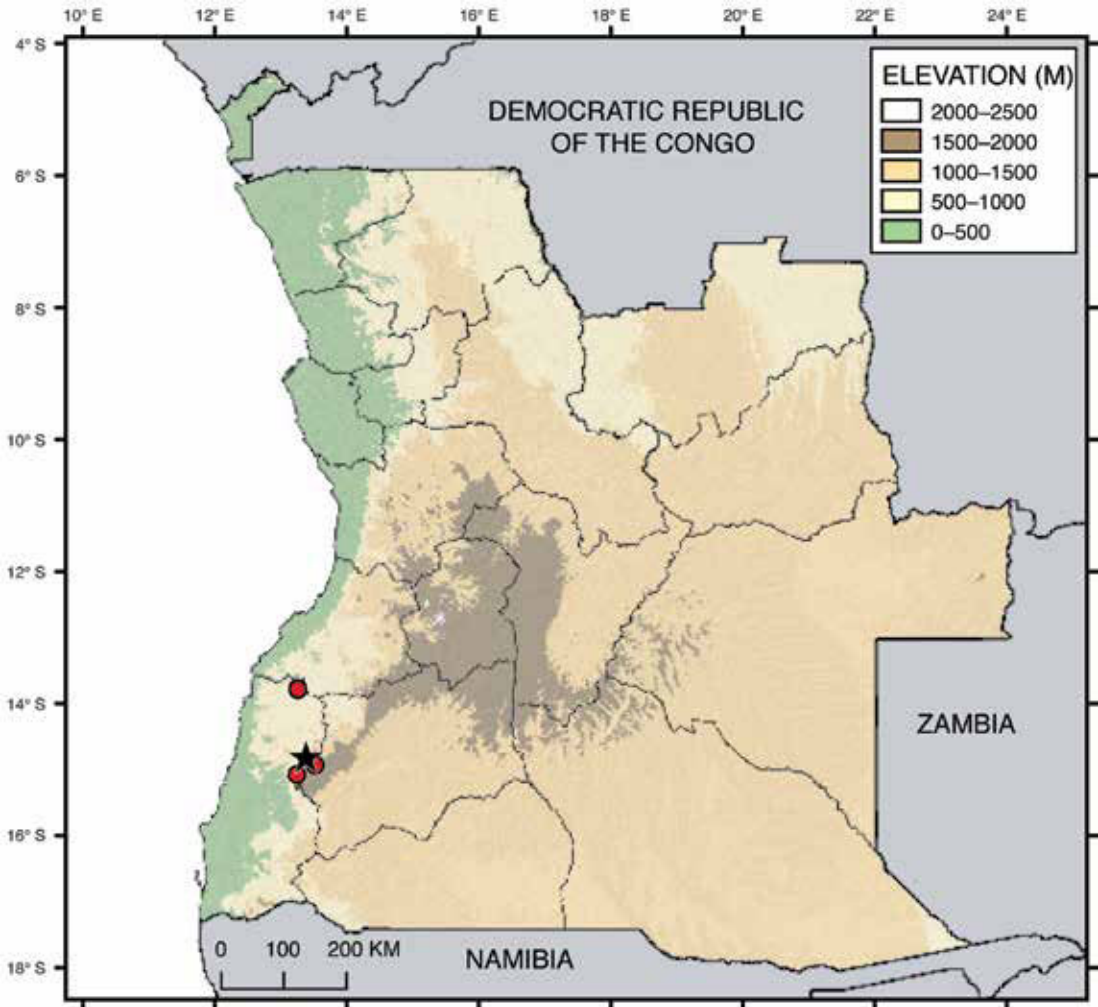 10° E 12° E 14° E 16° E 18° E 20° E 22° E 24° E
4° S
6° S
8° S
10° S
12° S
14° S
16° S
18° S
ELEVATION (M)
2000–2500
1500–2000
1000–1500
500–1000
0–500
DEMOCRATIC REPUBLIC
OF THE CONGO
ZAMBIA
NAMIBIA
0 100 200 KM